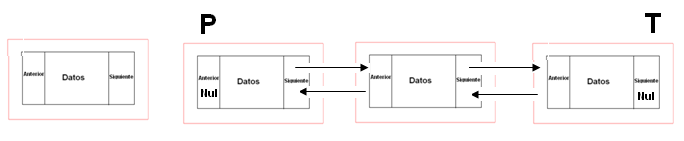 P
T
Anterior Datos Siguiente
Anterior Datos Siguiente
Nul
Anterior Datos Siguiente
Anterior Datos Siguiente
Nul